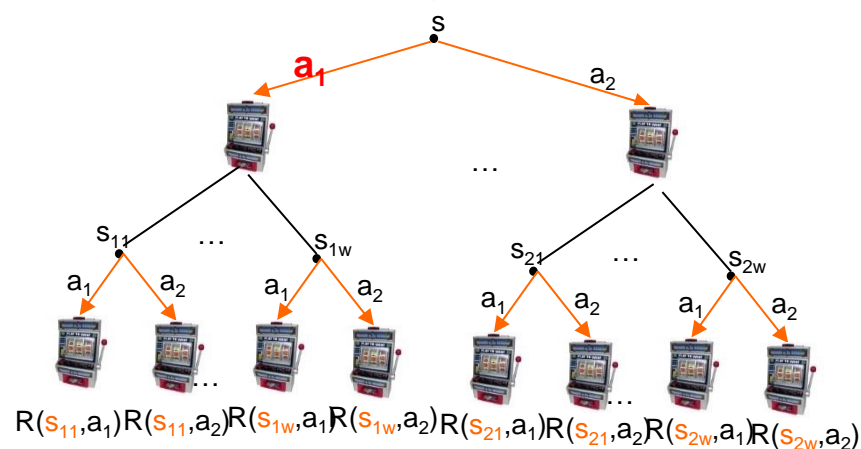 s
a1
a2
...
s11
...
s1w
s21
...
s2w
a1
a2
a1
a2
a1
a2
a1
a2
...
...
R(s11,a1) R(s11,a2) R(s1w,a1) R(s1w,a2) R(s21,a1) R(s21,a2) R(s2w,a1) R(s2w,a2)